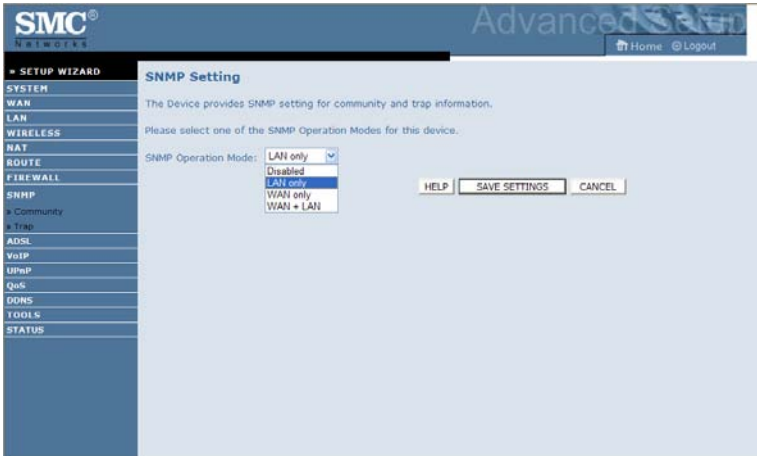 SMC®
Networks
Advanced Setup
Home Logout
» SETUP WIZARD
SYSTEM
WAN
LAN
WIRELESS
NAT
ROUTE
FIREWALL
SNMP
» Community
» Trap
ADSL
VoIP
UPnP
QoS
DDNS
TOOLS
STATUS
SNMP Setting
The Device provides SNMP setting for community and trap information.
Please select one of the SNMP Operation Modes for this device.
SNMP Operation Mode: LAN only
Disabled
LAN only
WAN only
WAN + LAN
HELP SAVE SETTINGS CANCEL